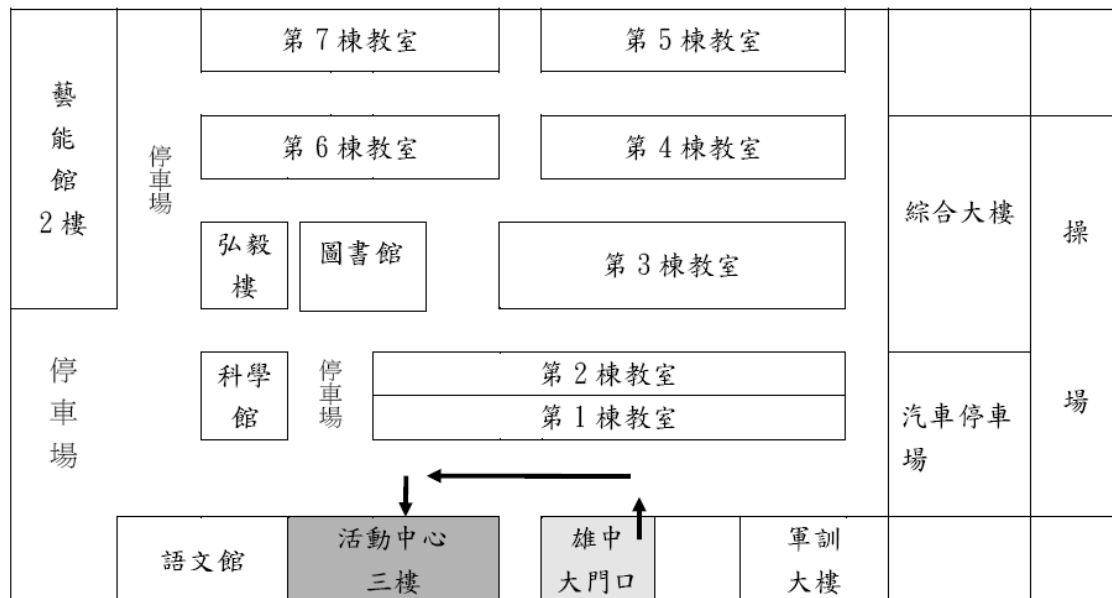 第 7 棟教室
第 5 棟教室
藝
能
館
2 樓
停
車
場
第 6 棟教室
第 4 棟教室
綜合大樓
操
場
弘毅
樓
圖書館
第 3 棟教室
停
車
場
科學
館
停
車
場
第 2 棟教室
第 1 棟教室
汽車停車
場
語文館
活動中心
三樓
雄中
大門口
軍訓
大樓